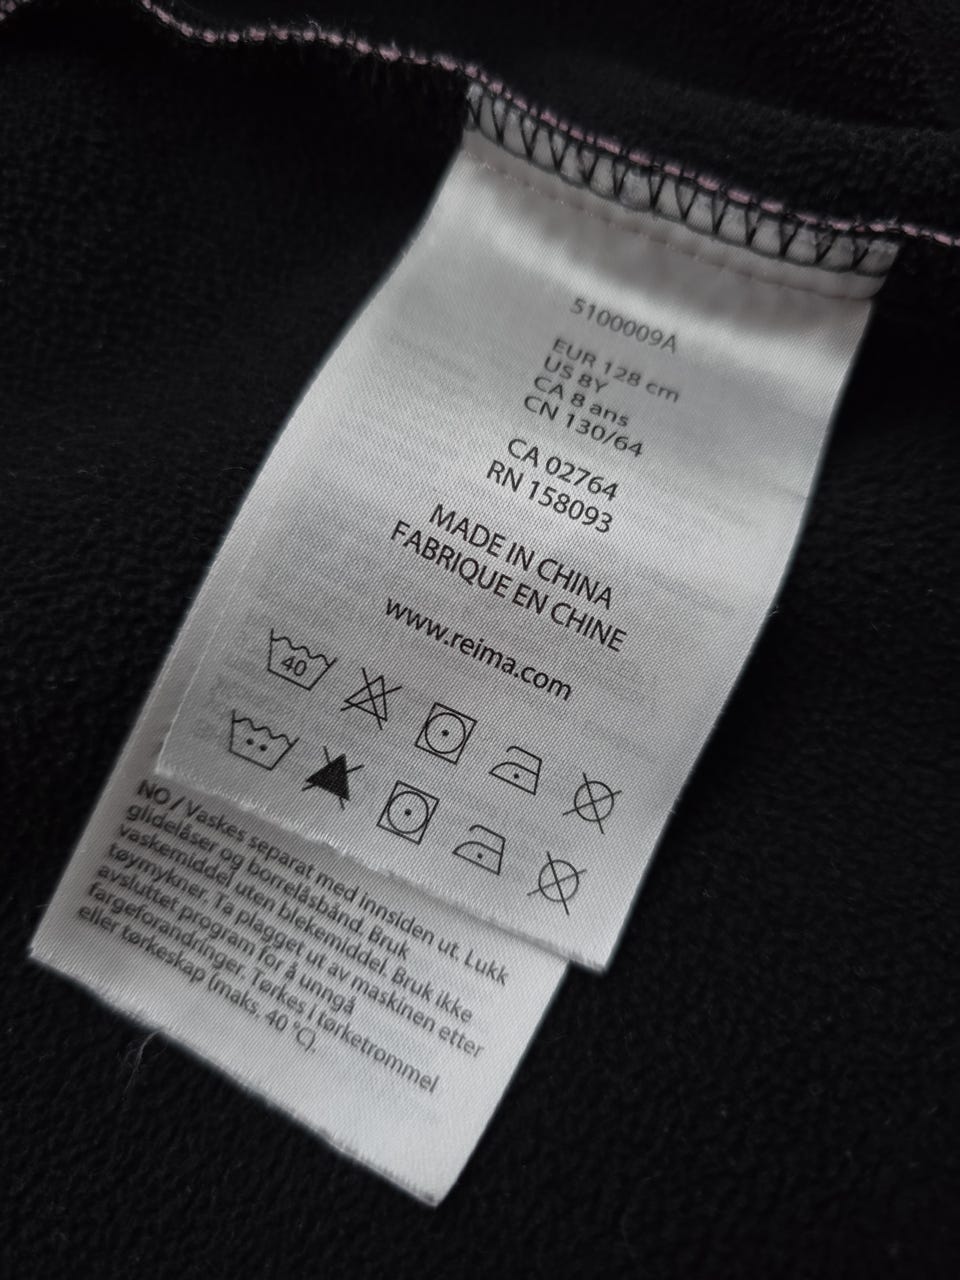 5100009A
EUR 128 cm
US 8Y
CA 8 ans
CN 130/64
CA 02764
RN 158093
MADE IN CHINA
FABRIQUE EN CHINE
www.reima.com
40
NO / Vaskes separat med innsiden ut. Lukk
glidelåser og borrelåsbånd. Bruk
vaskemiddel uten blekemiddel. Bruk ikke
tøymykner. Ta plagget ut av maskinen etter
avsluttet program for å unngå
fargeforandringer. Tørkes i tørketrommel
eller tørkeskap (maks. 40 °C).